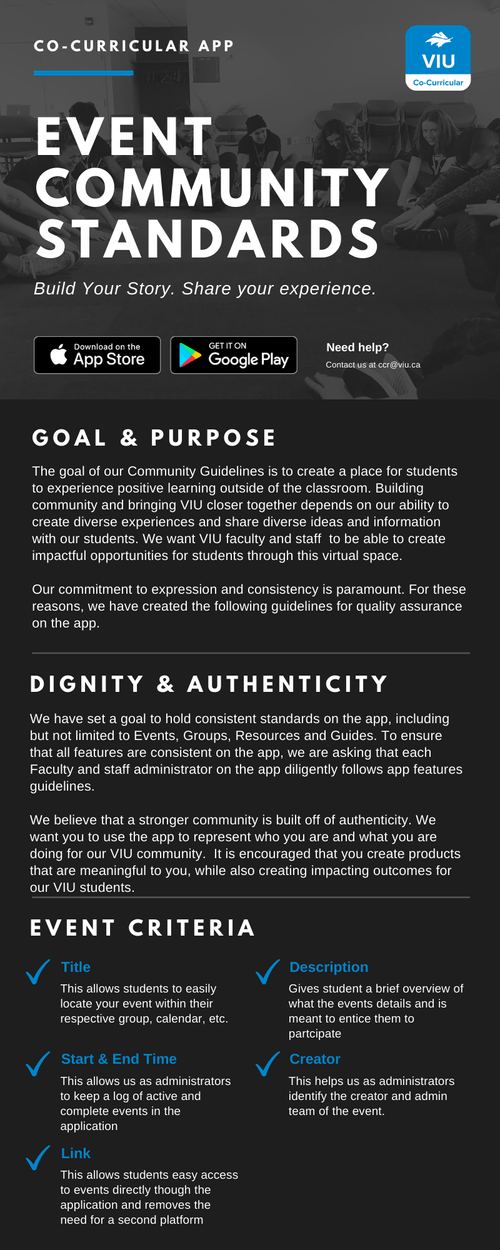 CO-CURRICULAR APP
VIU
Co-Curricular
EVENT
COMMUNITY
STANDARDS
Build Your Story. Share your experience.
Download on the
App Store
GET IT ON
Google Play
Need help?
Contact us at ccr@viu.ca
GOAL & PURPOSE
The goal of our Community Guidelines is to create a place for students
to experience positive learning outside of the classroom. Building
community and bringing VIU closer together depends on our ability to
create diverse experiences and share diverse ideas and information
with our students. We want VIU faculty and staff  to be able to create
impactful opportunities for students through this virtual space.
Our commitment to expression and consistency is paramount. For these
reasons, we have created the following guidelines for quality assurance
on the app.
DIGNITY & AUTHENTICITY
We have set a goal to hold consistent standards on the app, including
but not limited to Events, Groups, Resources and Guides. To ensure
that all features are consistent on the app, we are asking that each
Faculty and staff administrator on the app diligently follows app features
guidelines.
We believe that a stronger community is built off of authenticity. We
want you to use the app to represent who you are and what you are
doing for our VIU community.  It is encouraged that you create products
that are meaningful to you, while also creating impacting outcomes for
our VIU students.
EVENT CRITERIA
Title
This allows students to easily
locate your event within their
respective group, calendar, etc.
Description
Gives student a brief overview of
what the events details and is
meant to entice them to
partcipate
Start & End Time
This allows us as administrators
to keep a log of active and
complete events in the
application
Creator
This helps us as administrators
identify the creator and admin
team of the event.
Link
This allows students easy access
to events directly though the
application and removes the
need for a second platform